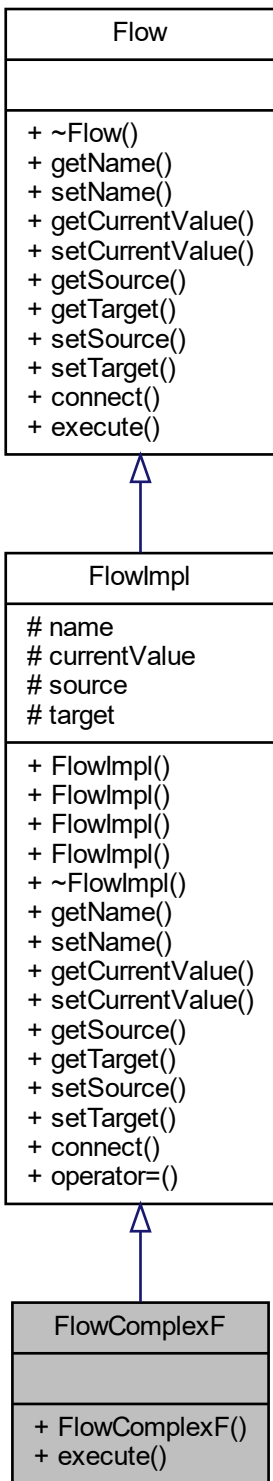 Flow
+ ~Flow()
+ getName()
+ setName()
+ getCurrentValue()
+ setCurrentValue()
+ getSource()
+ getTarget()
+ setSource()
+ setTarget()
+ connect()
+ execute()
FlowImpl
# name
# currentValue
# source
# target
+ FlowImpl()
+ FlowImpl()
+ FlowImpl()
+ FlowImpl()
+ ~FlowImpl()
+ getName()
+ setName()
+ getCurrentValue()
+ setCurrentValue()
+ getSource()
+ getTarget()
+ setSource()
+ setTarget()
+ connect()
+ operator=()
FlowComplexF
+ FlowComplexF()
+ execute()